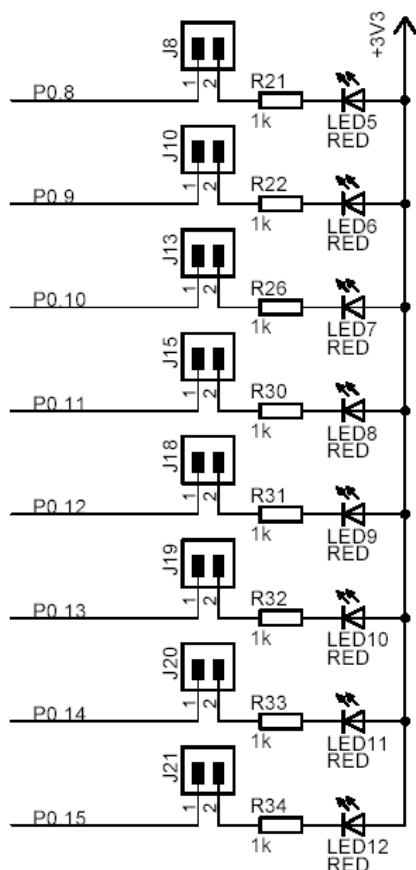 +3V3
J8
1
2
P0.8
R21
1k
LED5
RED
J10
1
2
P0.9
R22
1k
LED6
RED
J13
1
2
P0.10
R26
1k
LED7
RED
J15
1
2
P0.11
R30
1k
LED8
RED
J18
1
2
P0.12
R31
1k
LED9
RED
J19
1
2
P0.13
R32
1k
LED10
RED
J20
1
2
P0.14
R33
1k
LED11
RED
J21
1
2
P0.15
R34
1k
LED12
RED